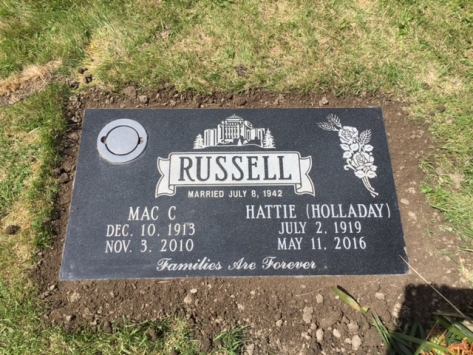 RUSSELL
MARRIED JULY 8, 1942
MAC C
DEC. 10, 1913
NOV. 3, 2010
HATTIE (HOLLADAY)
JULY 2, 1919
MAY 11, 2016
Families Are Forever